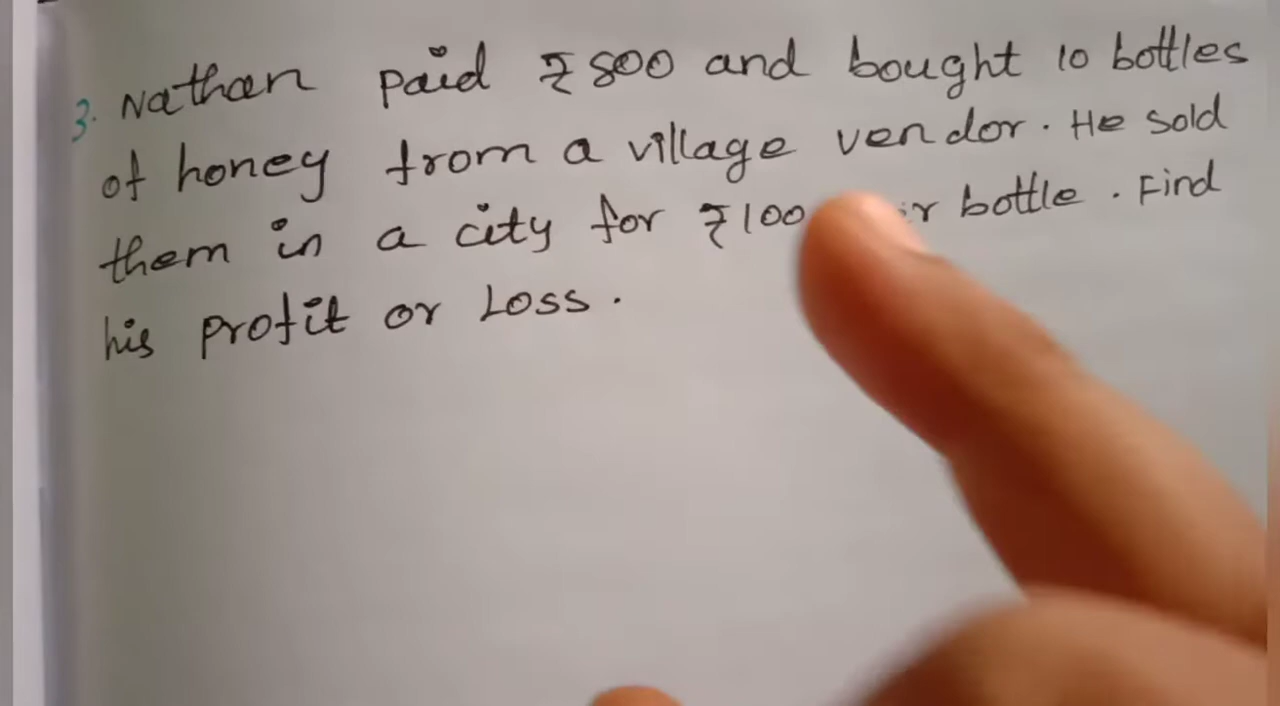 3. Nathan paid ₹800 and bought 10 bottles
of honey from a village vendor. He sold
them in a city for ₹100 bottle. Find
his profit or Loss.